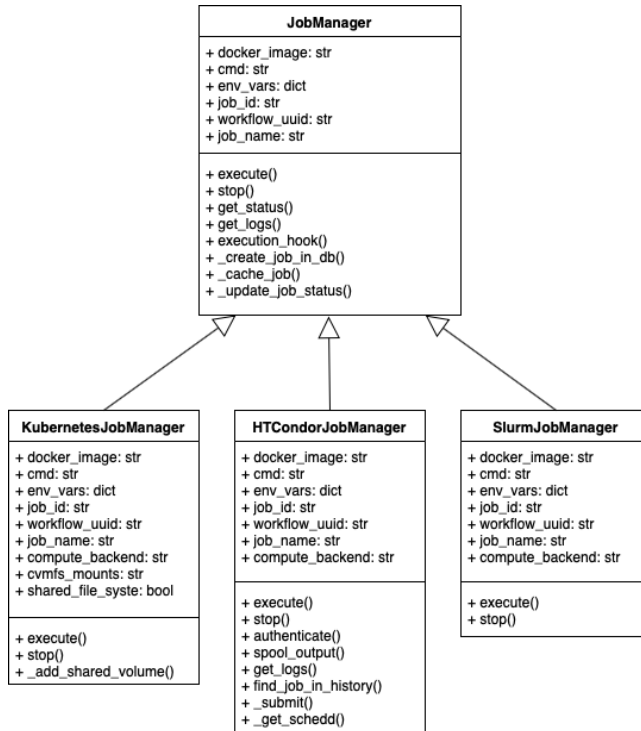 JobManager
+ docker_image: str
+ cmd: str
+ env_vars: dict
+ job_id: str
+ workflow_uuid: str
+ job_name: str
+ execute()
+ stop()
+ get_status()
+ get_logs()
+ execution_hook()
+ _create_job_in_db()
+ _cache_job()
+ _update_job_status()
KubernetesJobManager
+ docker_image: str
+ cmd: str
+ env_vars: dict
+ job_id: str
+ workflow_uuid: str
+ job_name: str
+ compute_backend: str
+ cvmfs_mounts: str
+ shared_file_syste: bool
+ execute()
+ stop()
+ _add_shared_volume()
HTCondorJobManager
+ docker_image: str
+ cmd: str
+ env_vars: dict
+ job_id: str
+ workflow_uuid: str
+ job_name: str
+ compute_backend: str
+ execute()
+ stop()
+ authenticate()
+ spool_output()
+ get_logs()
+ find_job_in_history()
+ _submit()
+ _get_schedd()
SlurmJobManager
+ docker_image: str
+ cmd: str
+ env_vars: dict
+ job_id: str
+ workflow_uuid: str
+ job_name: str
+ compute_backend: str
+ execute()
+ stop()